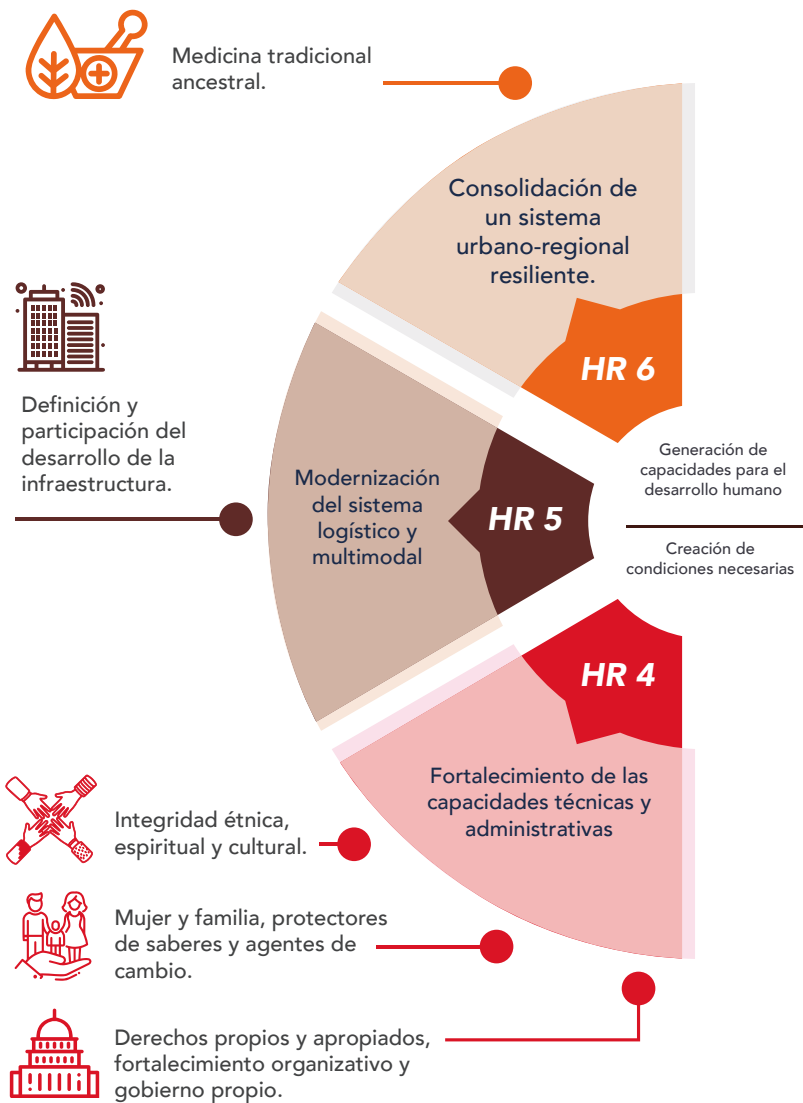 Medicina tradicional
ancestral.
Consolidación de
un sistema
urbano-regional
resiliente.
HR 6
Definición y
participación del
desarrollo de la
infraestructura.
Modernización
del sistema
logístico y
multimodal
HR 5
Generación de
capacidades para el
desarrollo humano
Creación de
condiciones necesarias
HR 4
Fortalecimiento de las
capacidades técnicas y
administrativas
Integridad étnica,
espiritual y cultural.
Mujer y familia, protectores
de saberes y agentes de
cambio.
Derechos propios y apropiados,
fortalecimiento organizativo y
gobierno propio.